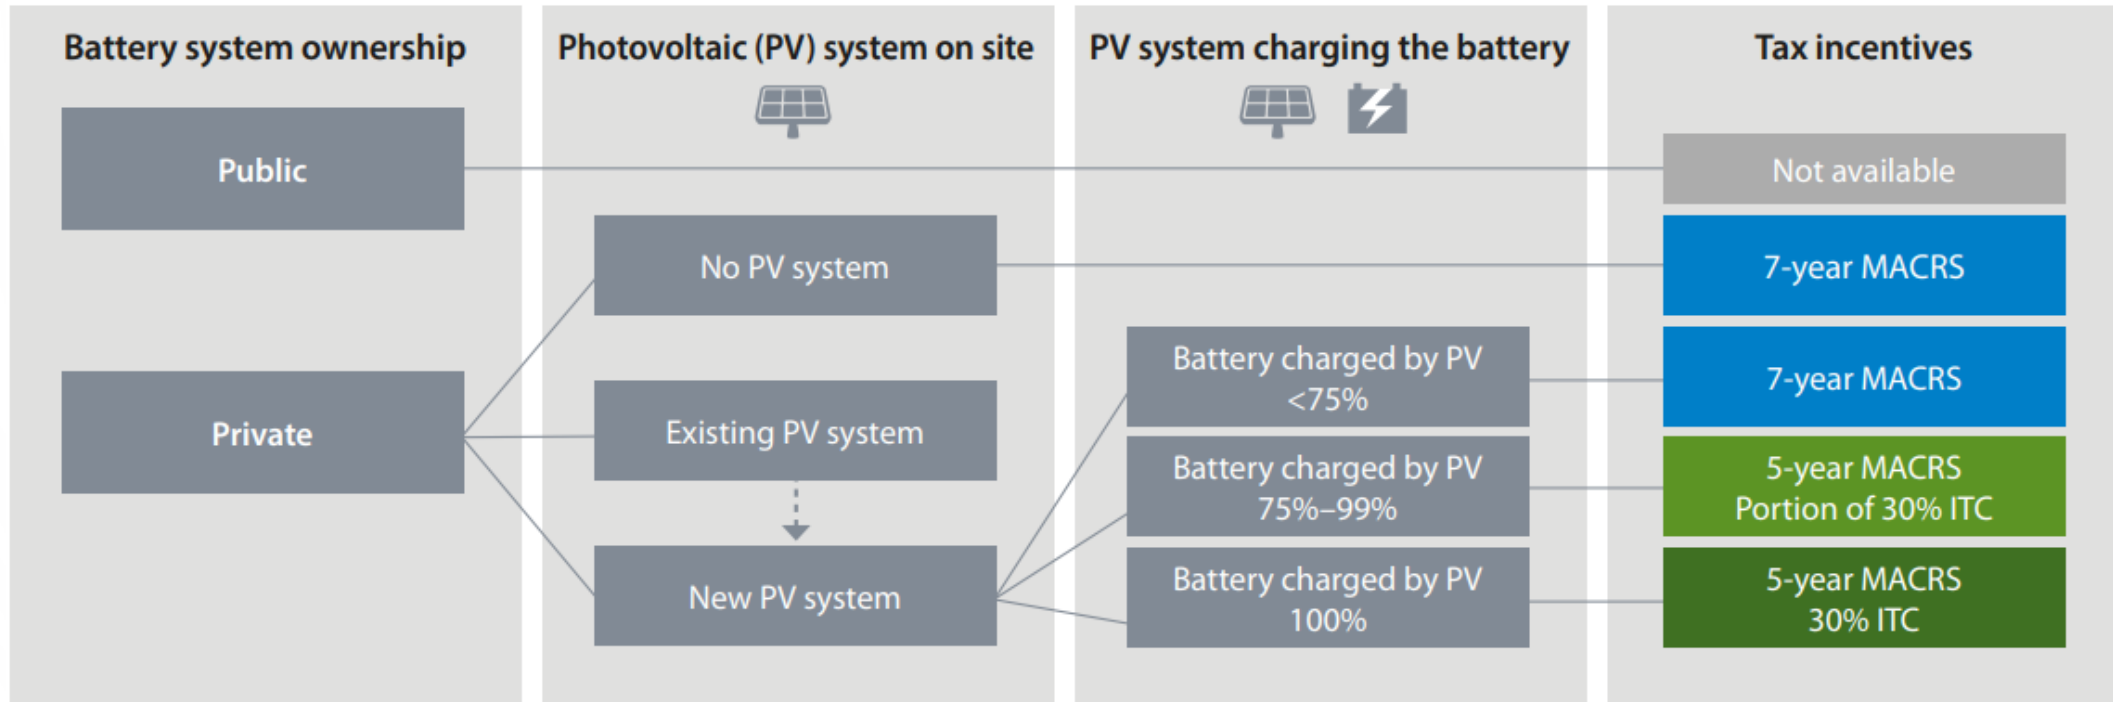 Battery system ownership
Public
Private
Photovoltaic (PV) system on site
No PV system
Existing PV system
New PV system
PV system charging the battery
Battery charged by PV
<75%
Battery charged by PV
75%–99%
Battery charged by PV
100%
Tax incentives
Not available
7-year MACRS
7-year MACRS
5-year MACRS
Portion of 30% ITC
5-year MACRS
30% ITC